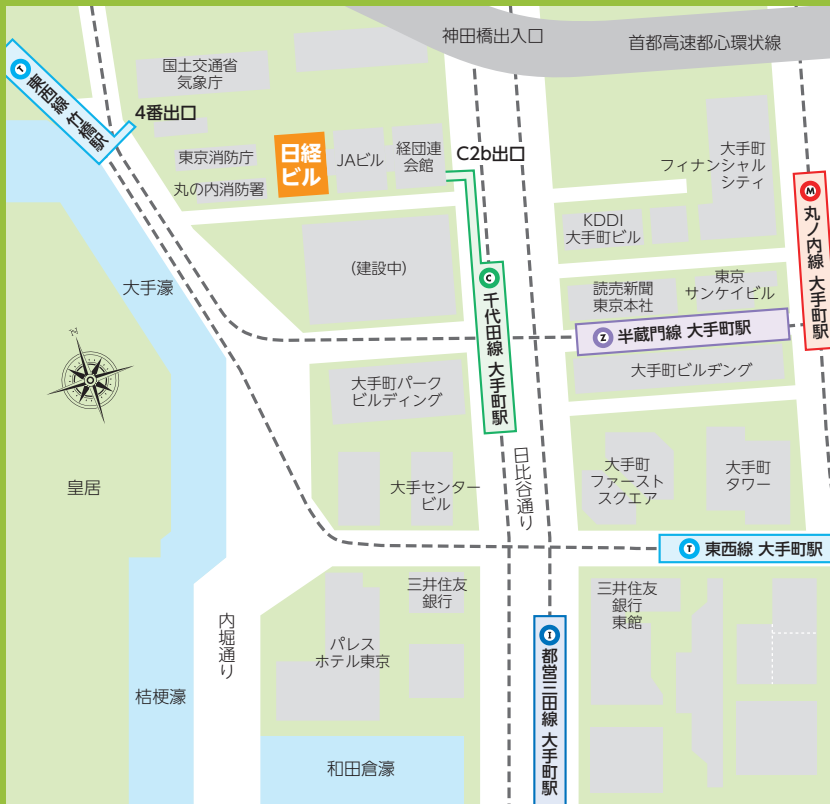 神田橋出入口
首都高速都心環状線
T 東西線 竹橋駅
国土交通省
気象庁
4番出口
東京消防庁
丸の内消防署
日経
ビル
JAビル
経団連
会館
C2b出口
大手町
フィナンシャル
シティ
M 丸ノ内線 大手町駅
KDDI
大手町ビル
(建設中)
大手濠
C 千代田線 大手町駅
読売新聞
東京本社
東京
サンケイビル
Z 半蔵門線 大手町駅
N
大手町パーク
ビルディング
大手町ビルヂング
皇居
大手センター
ビル
日比谷通り
大手町
ファースト
スクエア
大手町
タワー
T 東西線 大手町駅
内堀通り
三井住友
銀行
三井住友
銀行
東館
パレス
ホテル東京
I 都営三田線 大手町駅
桔梗濠
和田倉濠